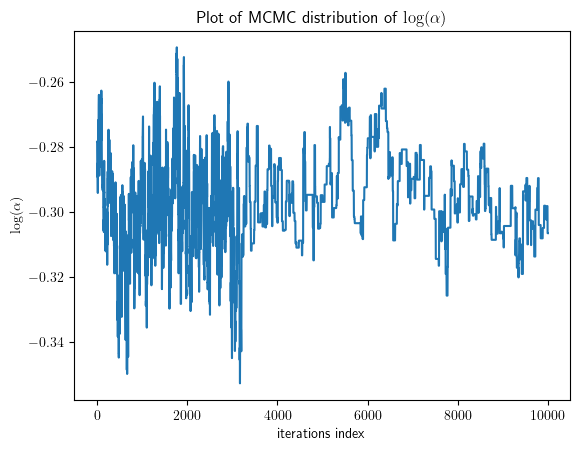 Plot of MCMC distribution of log(α)
−0.26
−0.28
−0.30
−0.32
−0.34
log(α)
0 2000 4000 6000 8000 10000
iterations index